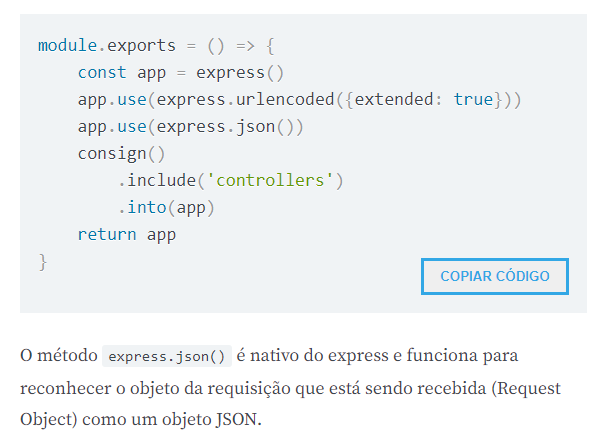 module.exports = () => {
    const app = express()
    app.use(express.urlencoded({extended: true}))
    app.use(express.json())
    consign()
        .include('controllers')
        .into(app)
    return app
}
COPIAR CÓDIGO
O método express.json() é nativo do express e funciona para
reconhecer o objeto da requisição que está sendo recebida (Request
Object) como um objeto JSON.